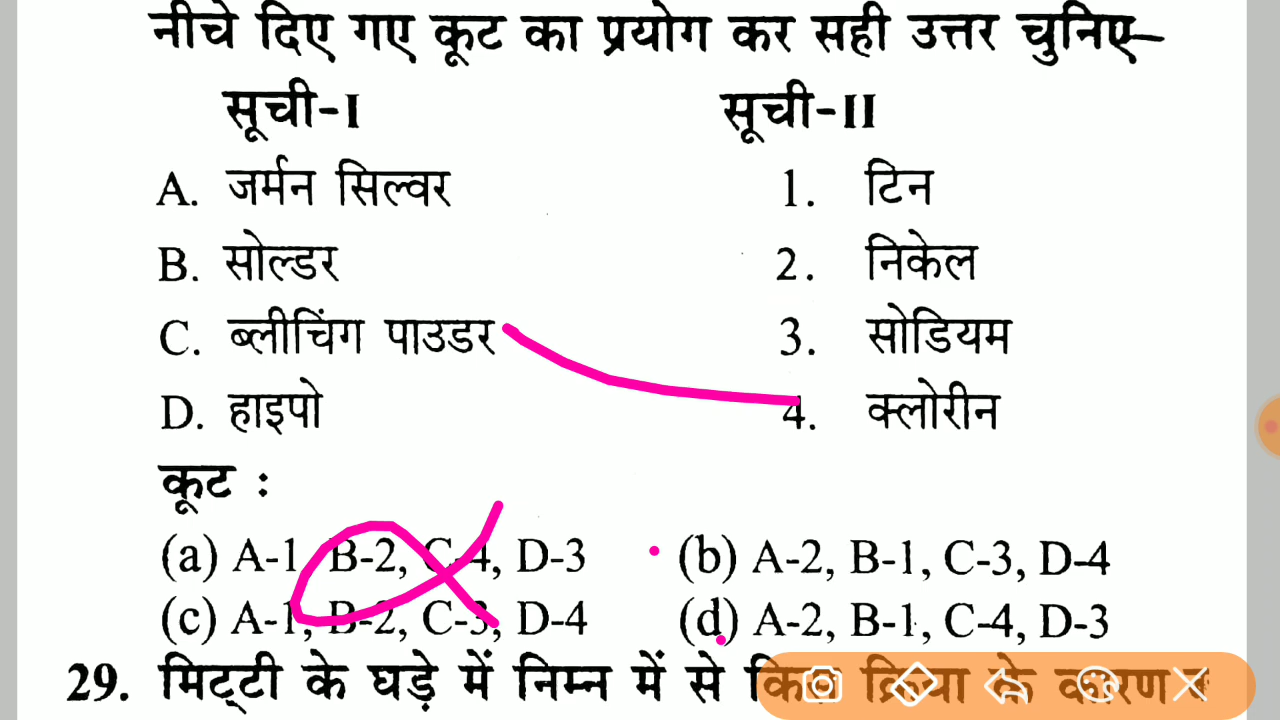 नीचे दिए गए कूट का प्रयोग कर सही उत्तर चुनिए–
सूची-I सूची-II
A. जर्मन सिल्वर 1. टिन
B. सोल्डर 2. निकेल
C. ब्लीचिंग पाउडर 3. सोडियम
D. हाइपो 4. क्लोरीन
कूट :
(a) A-1, B-2, C-4, D-3 (b) A-2, B-1, C-3, D-4
(c) A-1, B-2, C-3, D-4 (d) A-2, B-1, C-4, D-3
29. मिट्टी के घड़े में निम्न में से किस क्रिया के कारण